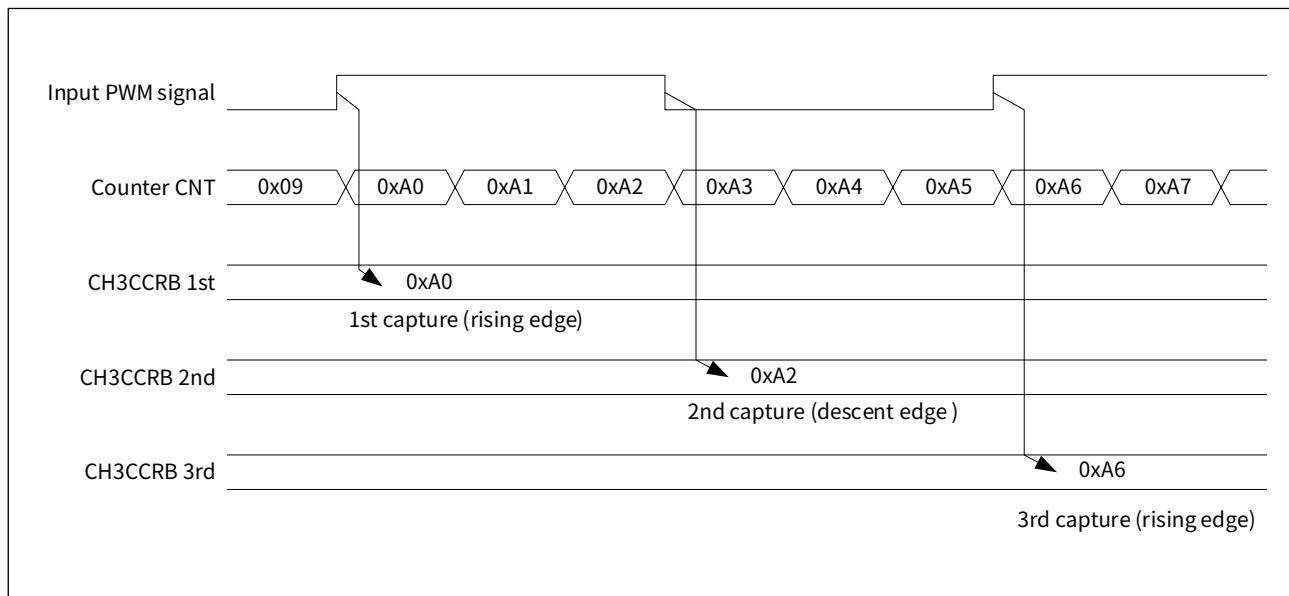 Input PWM signal
Counter CNT 0x09 0xA0 0xA1 0xA2 0xA3 0xA4 0xA5 0xA6 0xA7
CH3CCRB 1st 0xA0
1st capture (rising edge)
CH3CCRB 2nd 0xA2
2nd capture (descent edge )
CH3CCRB 3rd 0xA6
3rd capture (rising edge)